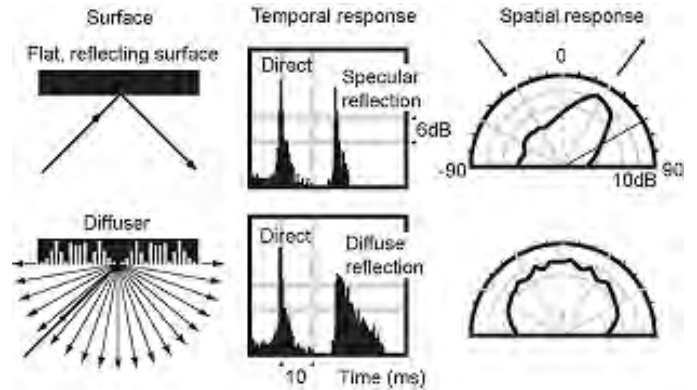 Surface
Temporal response
Spatial response
Flat, reflecting surface
Direct
Specular
reflection
6dB
0
-90
90
10dB
Diffuser
Direct
Diffuse
reflection
10
Time (ms)